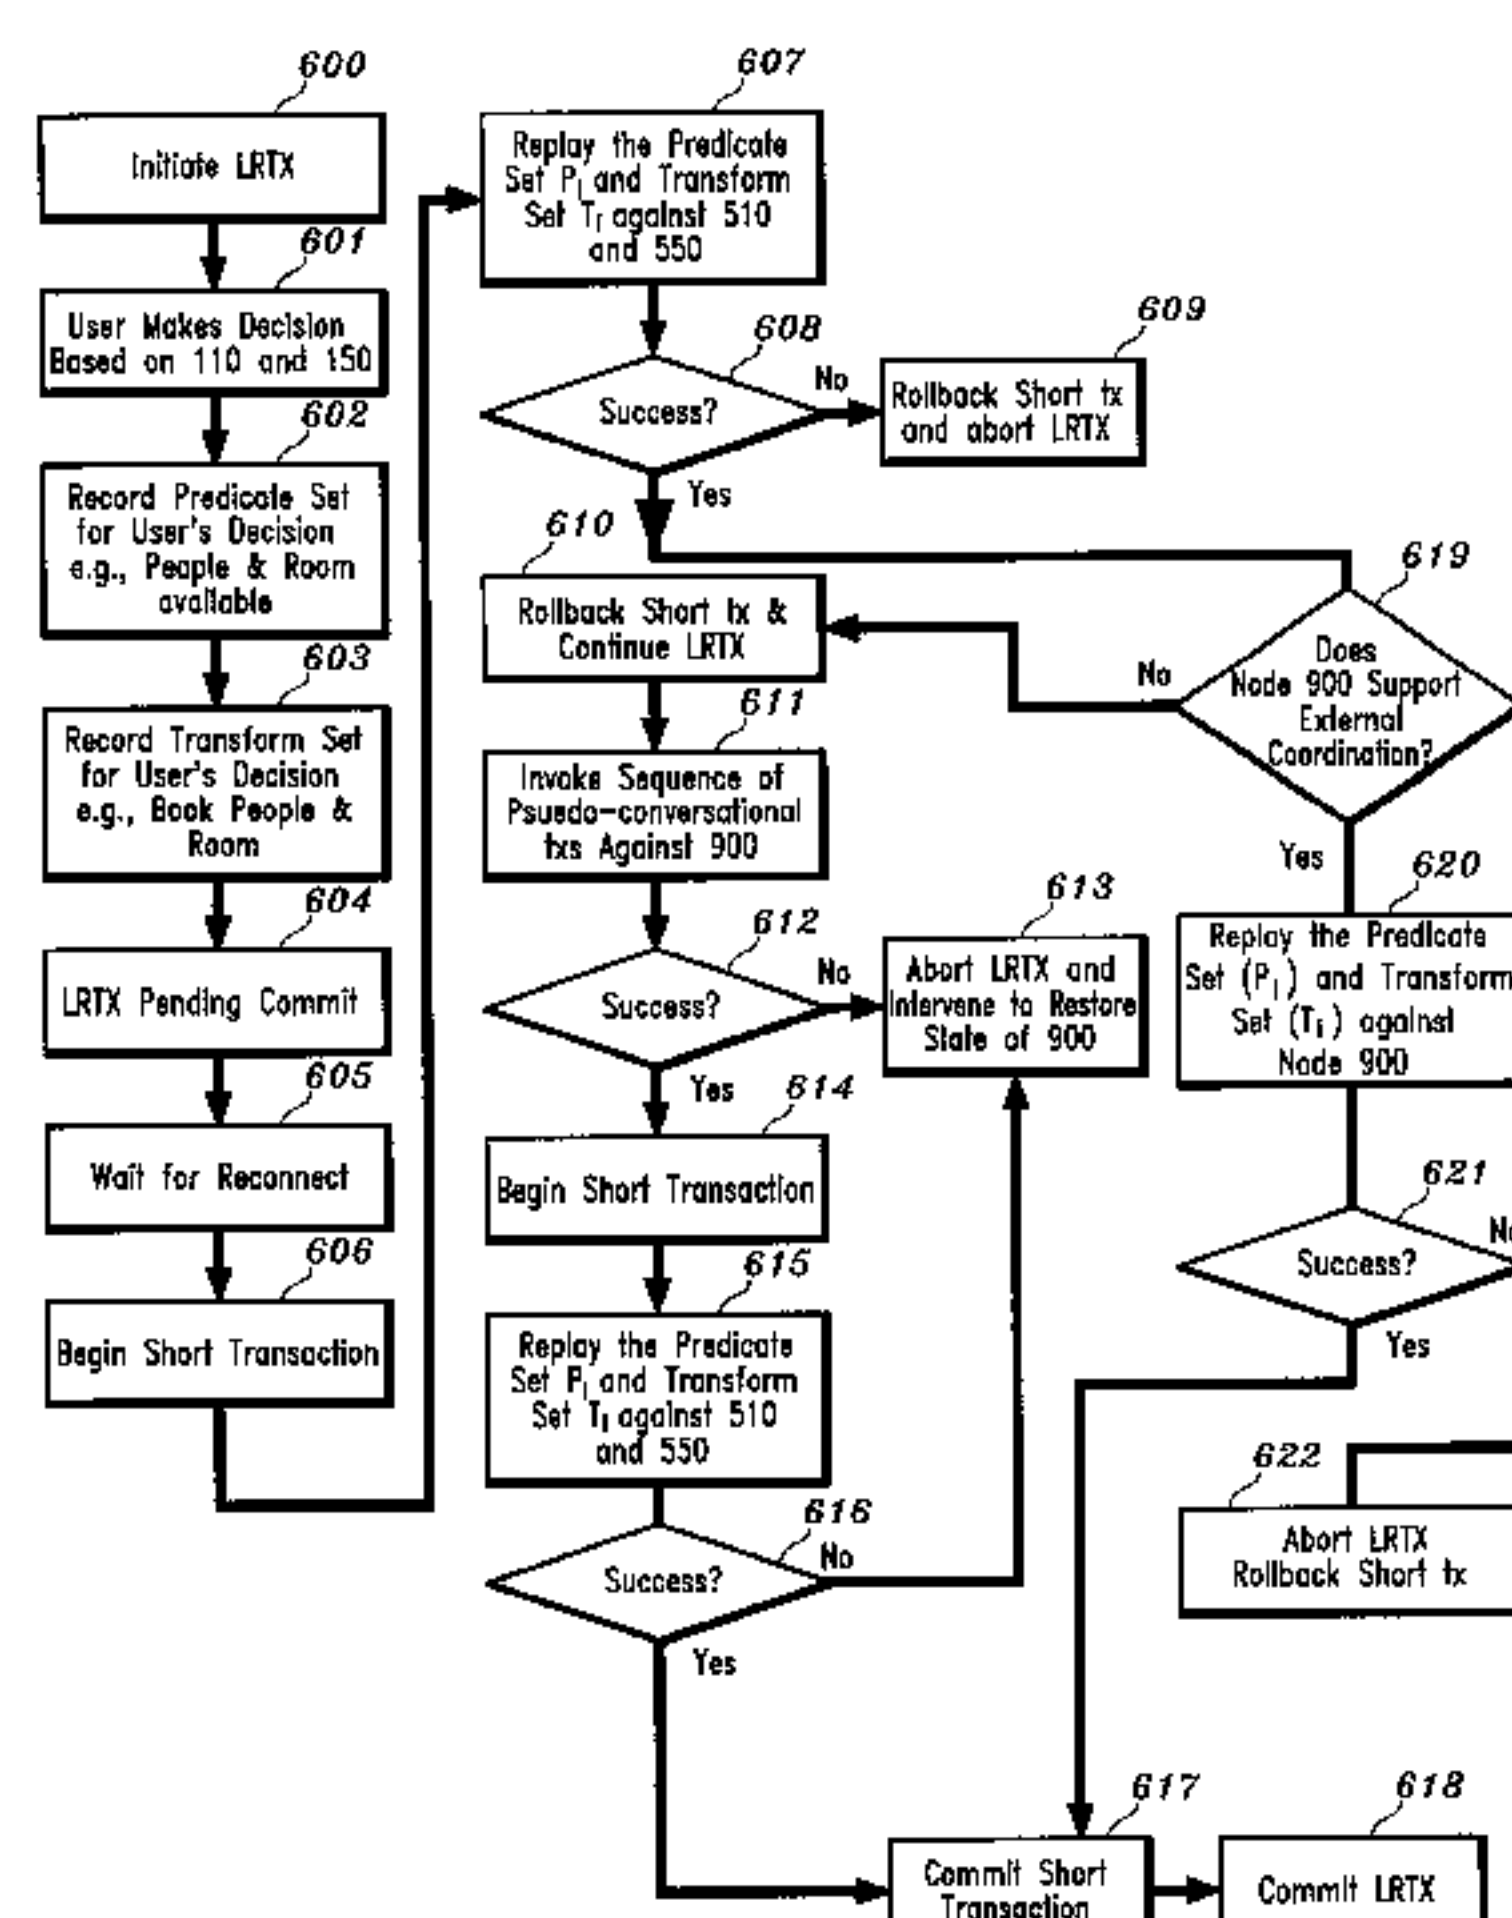 600
Initiate LRTX
601
User Makes Decision
Based on 110 and 150
602
Record Predicate Set
for User's Decision
e.g., People & Room
available
603
Record Transform Set
for User's Decision
e.g., Book People &
Room
604
LRTX Pending Commit
605
Wait for Reconnect
606
Begin Short Transaction
607
Replay the Predicate
Set Pi and Transform
Set Ti against 510
and 550
608
Success?
No
Yes
609
Rollback Short tx
and abort LRTX
610
Rollback Short tx &
Continue LRTX
611
Invoke Sequence of
Psuedo-conversational
txs Against 900
612
Success?
No
Yes
613
Abort LRTX and
Intervene to Restore
State of 900
614
Begin Short Transaction
615
Replay the Predicate
Set Pi and Transform
Set Ti against 510
and 550
616
Success?
No
Yes
617
Commit Short
Transaction
618
Commit LRTX
619
Does
Node 900 Support
External
Coordination?
No
Yes
620
Replay the Predicate
Set (Pi) and Transform
Set (Ti) against
Node 900
621
Success?
No
Yes
622
Abort LRTX
Rollback Short tx